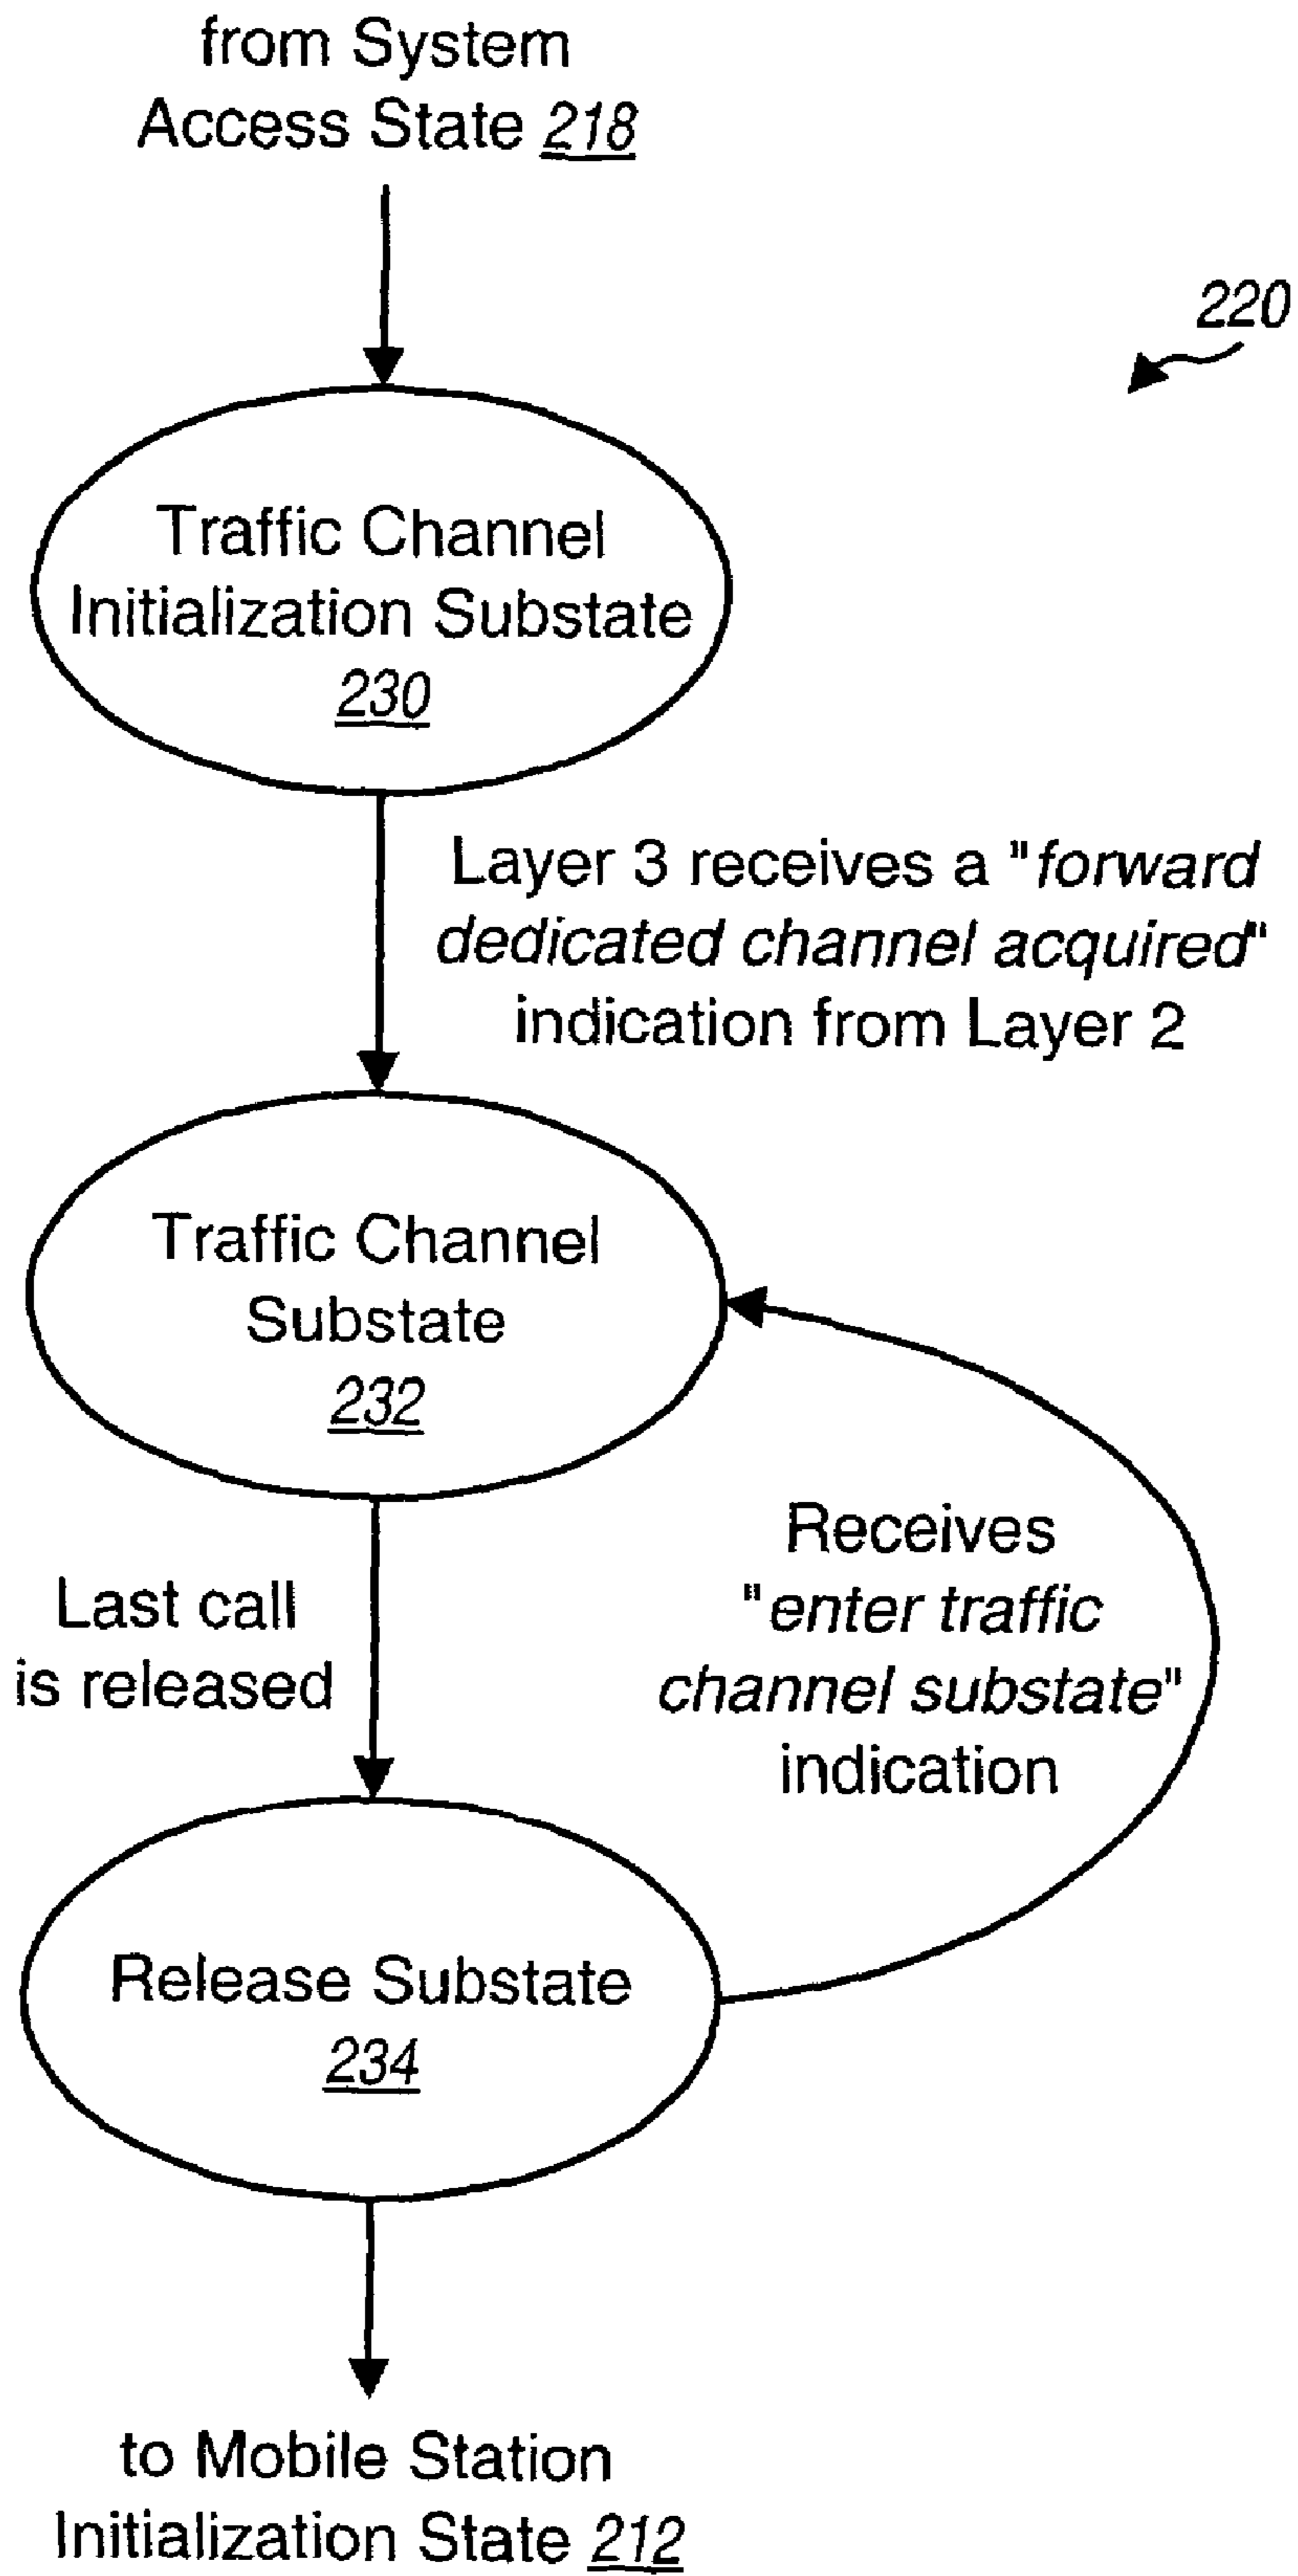 from System
Access State 218
220
Traffic Channel
Initialization Substate
230
Layer 3 receives a "forward
dedicated channel acquired"
indication from Layer 2
Traffic Channel
Substate
232
Receives
"enter traffic
channel substate"
indication
Last call
is released
Release Substate
234
to Mobile Station
Initialization State 212